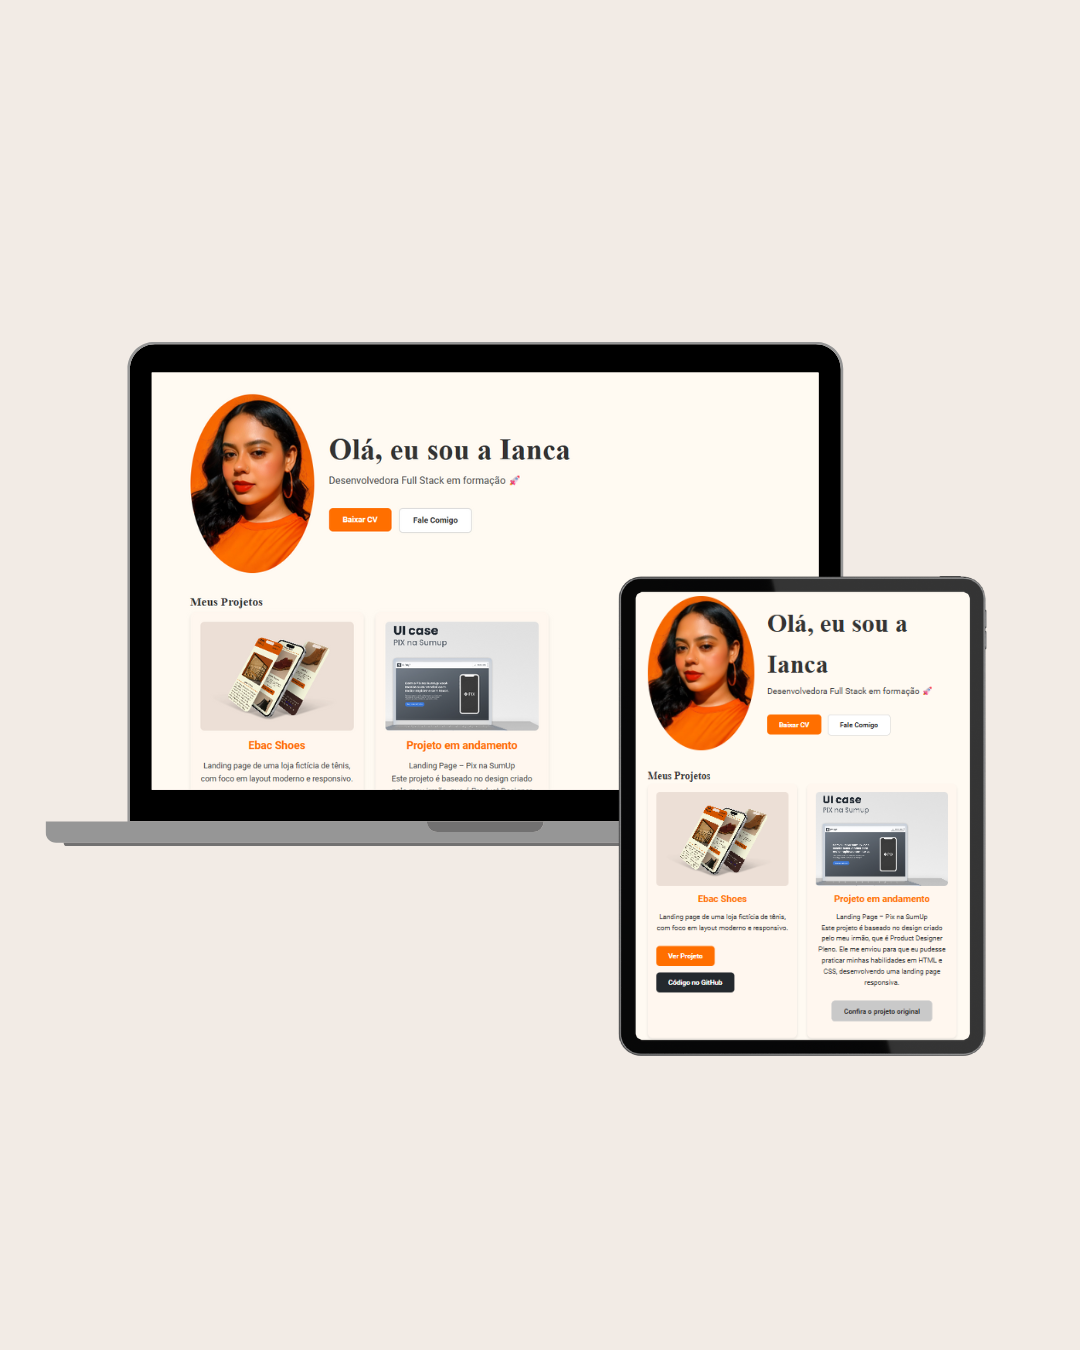 Olá, eu sou a Ianca
Desenvolvedora Full Stack em formação 🚀
Baixar CV
Fale Comigo
Meus Projetos
UI case
PIX na Sumup
Ebac Shoes
Landing page de uma loja fictícia de tênis,
com foco em layout moderno e responsivo.
Projeto em andamento
Landing Page – Pix na SumUp
Este projeto é baseado no design criado
Olá, eu sou a
Ianca
Desenvolvedora Full Stack em formação 🚀
Baixar CV
Fale Comigo
Meus Projetos
UI case
PIX na Sumup
Ebac Shoes
Landing page de uma loja fictícia de tênis,
com foco em layout moderno e responsivo.
Ver Projeto
Código no GitHub
Projeto em andamento
Landing Page – Pix na SumUp
Este projeto é baseado no design criado
pelo meu irmão, que é Product Designer
Pleno. Ele me enviou para que eu pudesse
praticar minhas habilidades em HTML e
CSS, desenvolvendo uma landing page
responsiva.
Confira o projeto original